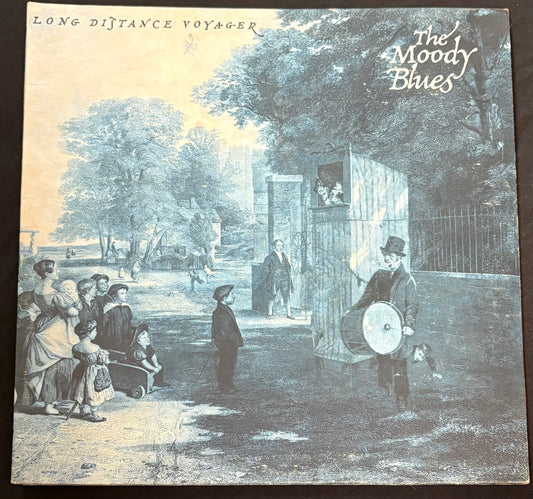 LONG DISTANCE VOYAGER
The
Moody
Blues